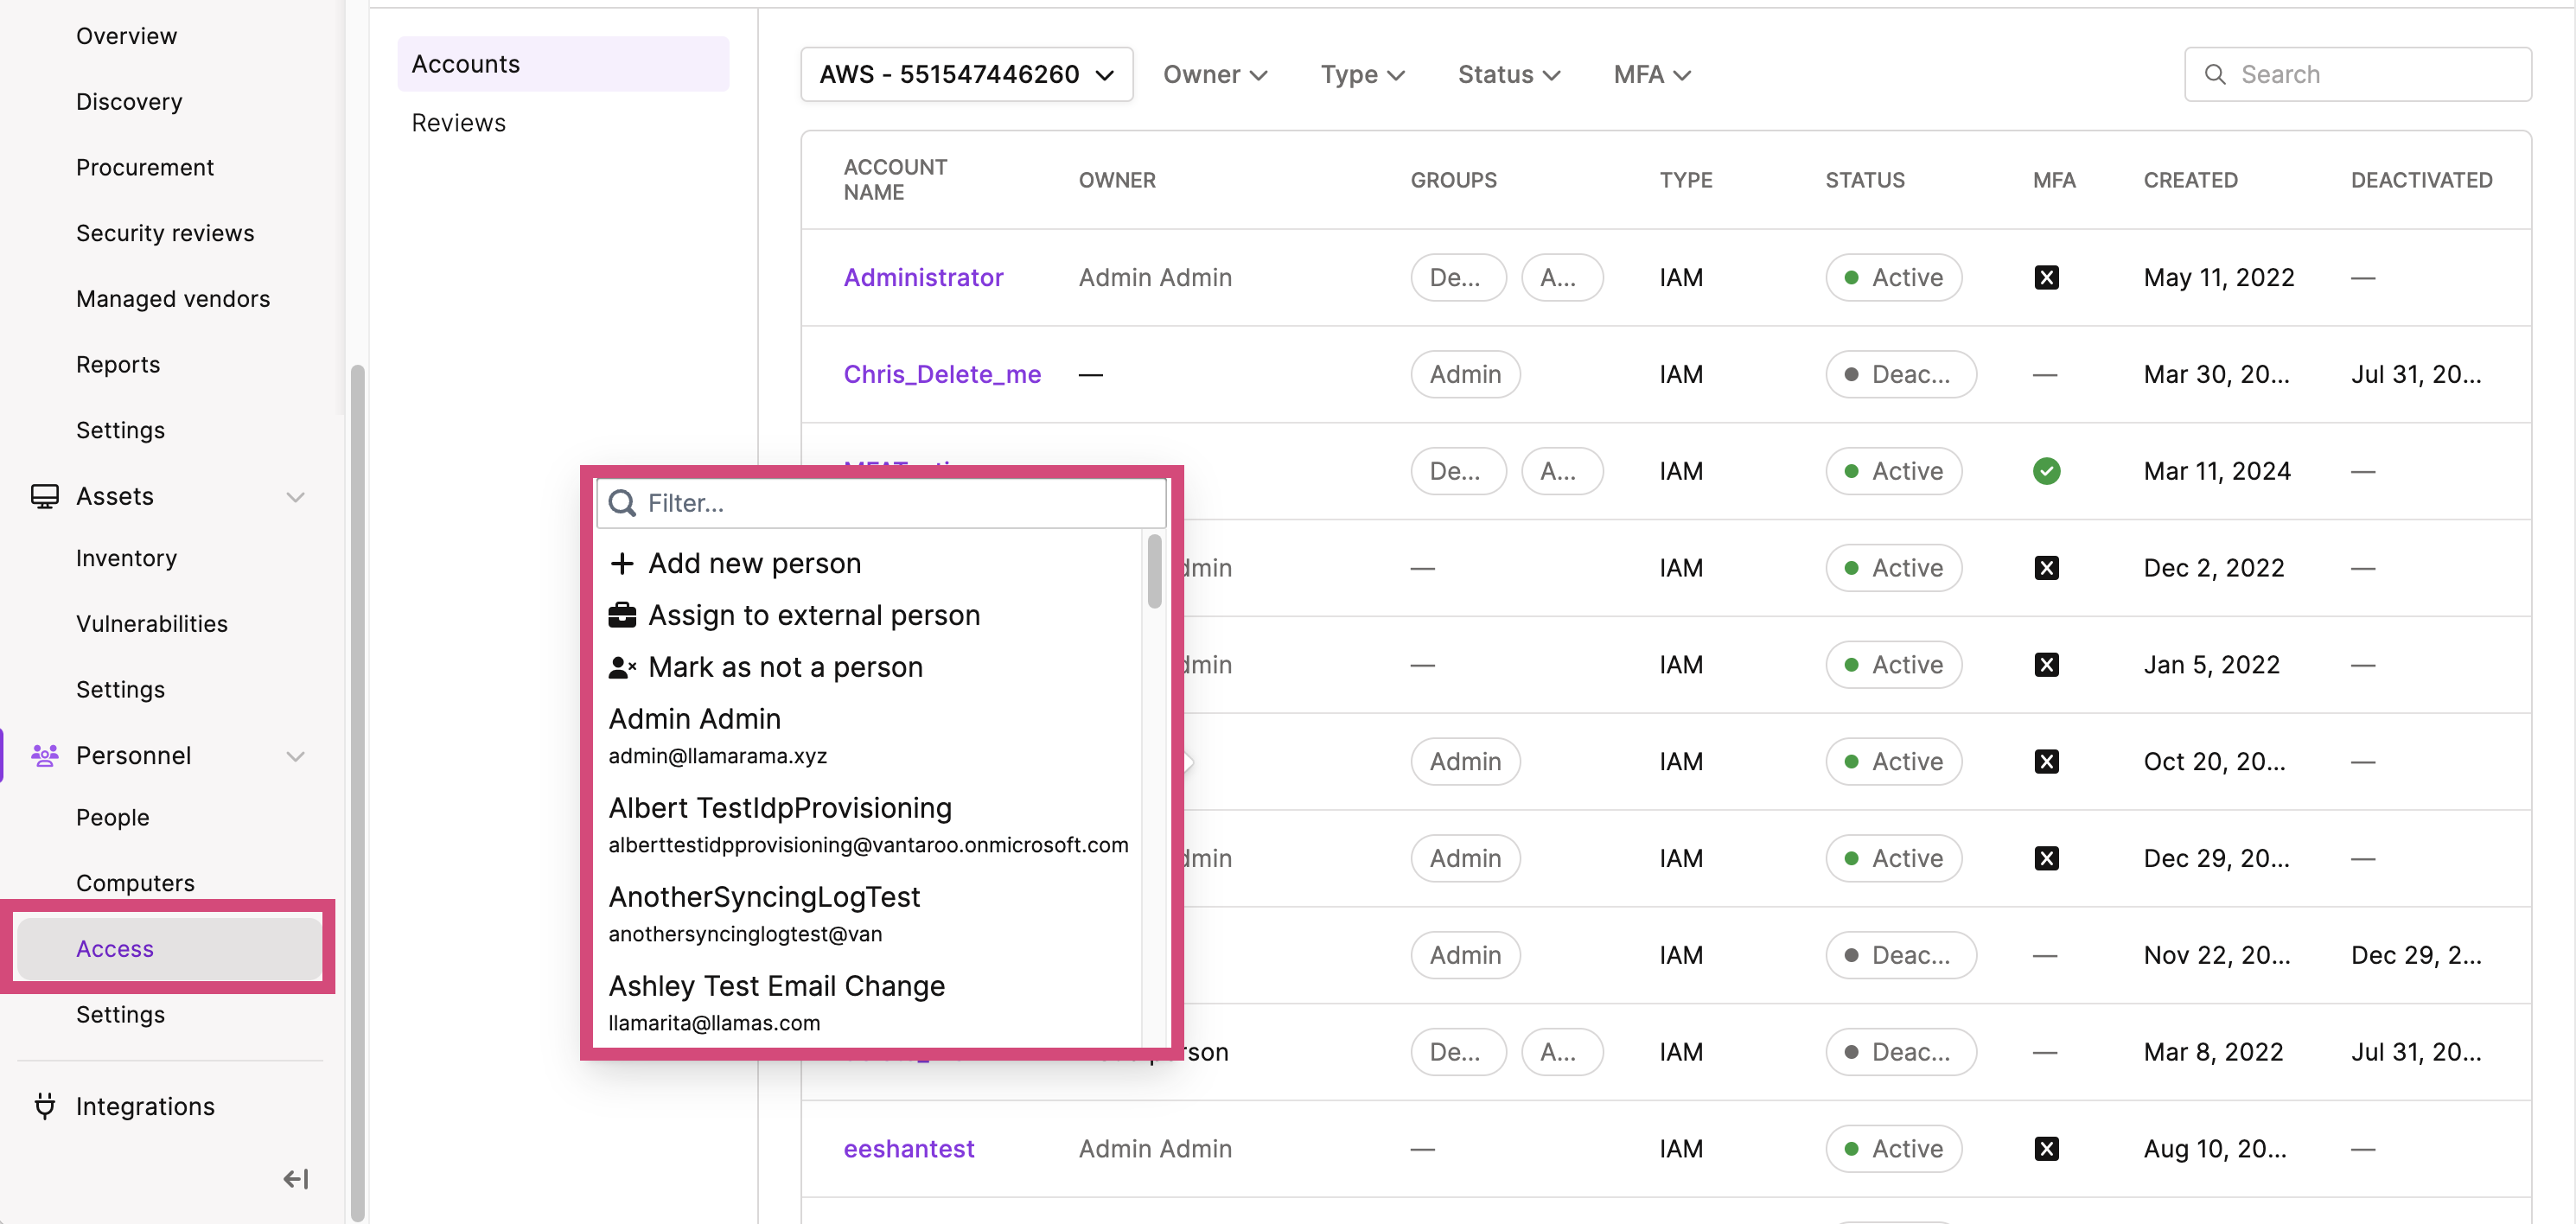 Overview
Discovery
Procurement
Security reviews
Managed vendors
Reports
Settings
Assets
Inventory
Vulnerabilities
Settings
Personnel
People
Computers
Access
Settings
Integrations
Accounts
Reviews
AWS - 551547446260 Owner Type Status MFA Search
ACCOUNT NAME OWNER GROUPS TYPE STATUS MFA CREATED DEACTIVATED
Administrator Admin Admin De... A... IAM Active May 11, 2022 —
Chris_Delete_me — Admin IAM Deac... — Mar 30, 20... Jul 31, 20...
De... A... IAM Active Mar 11, 2024 —
dmin — IAM Active Dec 2, 2022 —
dmin — IAM Active Jan 5, 2022 —
Admin IAM Active Oct 20, 20... —
dmin Admin IAM Active Dec 29, 20... —
Admin IAM Deac... — Nov 22, 20... Dec 29, 2...
rson De... A... IAM Deac... — Mar 8, 2022 Jul 31, 20...
eeshantest Admin Admin — IAM Active Aug 10, 20... —
Filter...
Add new person
Assign to external person
Mark as not a person
Admin Admin
admin@llamarama.xyz
Albert TestIdpProvisioning
alberttestidpprovisioning@vantaroo.onmicrosoft.com
AnotherSyncingLogTest
anothersyncinglogtest@van
Ashley Test Email Change
llamarita@llamas.com